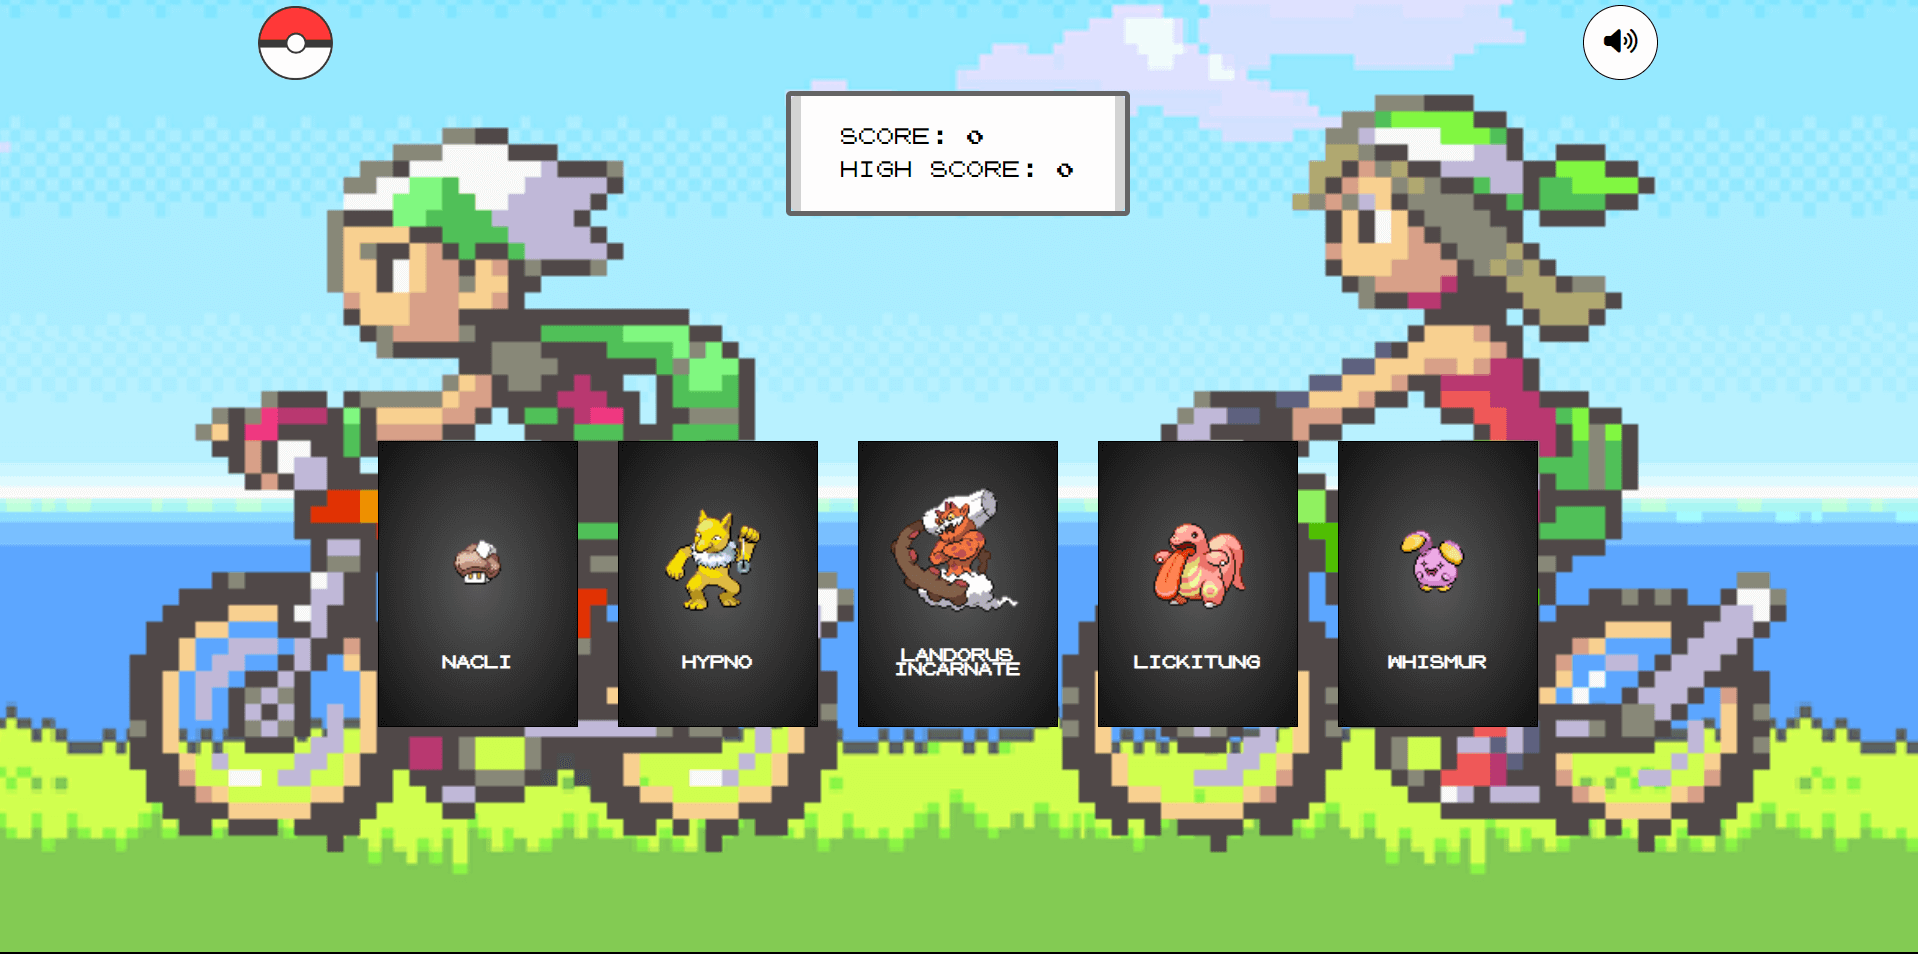 SCORE: 0
HIGH SCORE: 0
NACLI
HYPNO
LANDORUS
INCARNATE
LICKITUNG
WHISMUR